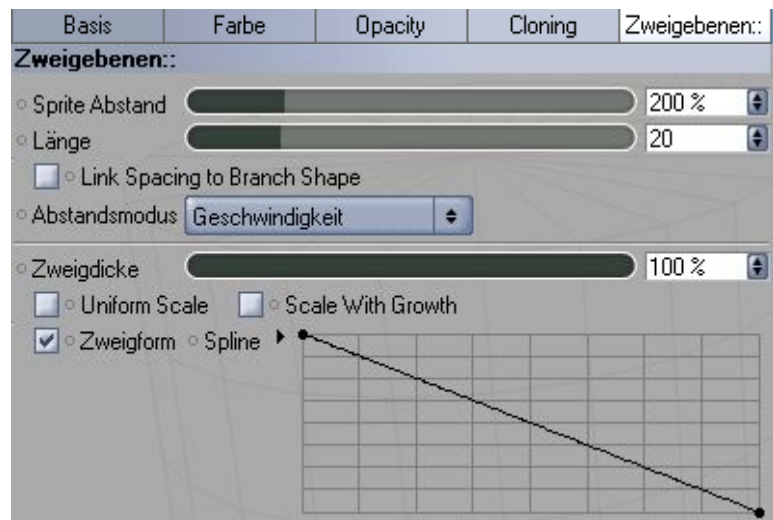 Basis Farbe Opacity Cloning Zweigebenen::
Zweigebenen::
Sprite Abstand 200 %
Länge 20
Link Spacing to Branch Shape
Abstandsmodus Geschwindigkeit
Zweigdicke 100 %
Uniform Scale Scale With Growth
Zweigform Spline